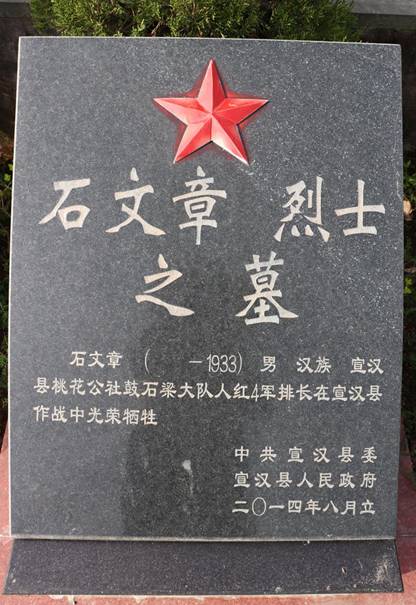 石文章 烈士
之 墓
石文章 ( －1933) 男 汉族 宣汉
县桃花公社鼓石梁大队人红4军排长在宣汉县
作战中光荣牺牲
中共宣汉县委
宣汉县人民政府
二〇一四年八月立